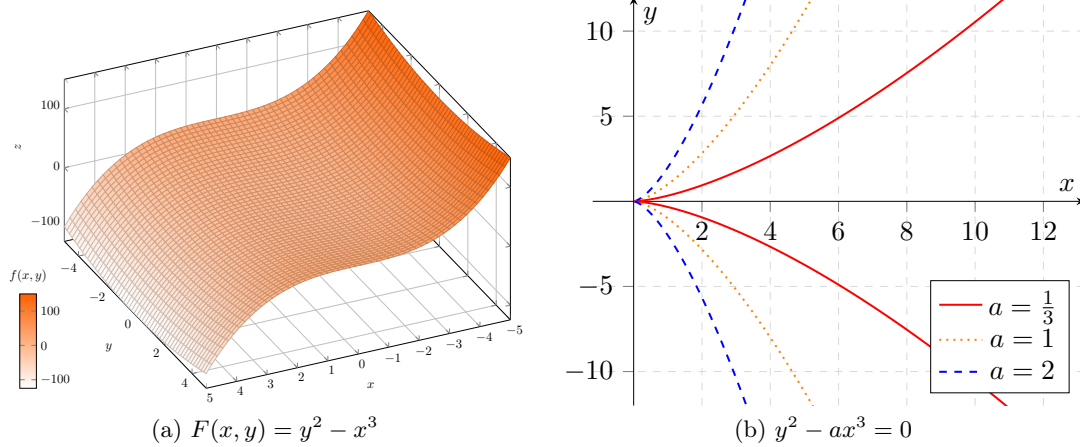 100
0
−100
z
−4
−2
0
2
4
y
5
4
3
2
1
0
−1
−2
−3
−4
−5
x
f(x, y)
100
0
−100
(a) F(x, y) = y² − x³
y
10
5
−5
−10
x
2
4
6
8
10
12
a = 1/3
a = 1
a = 2
(b) y² − ax³ = 0